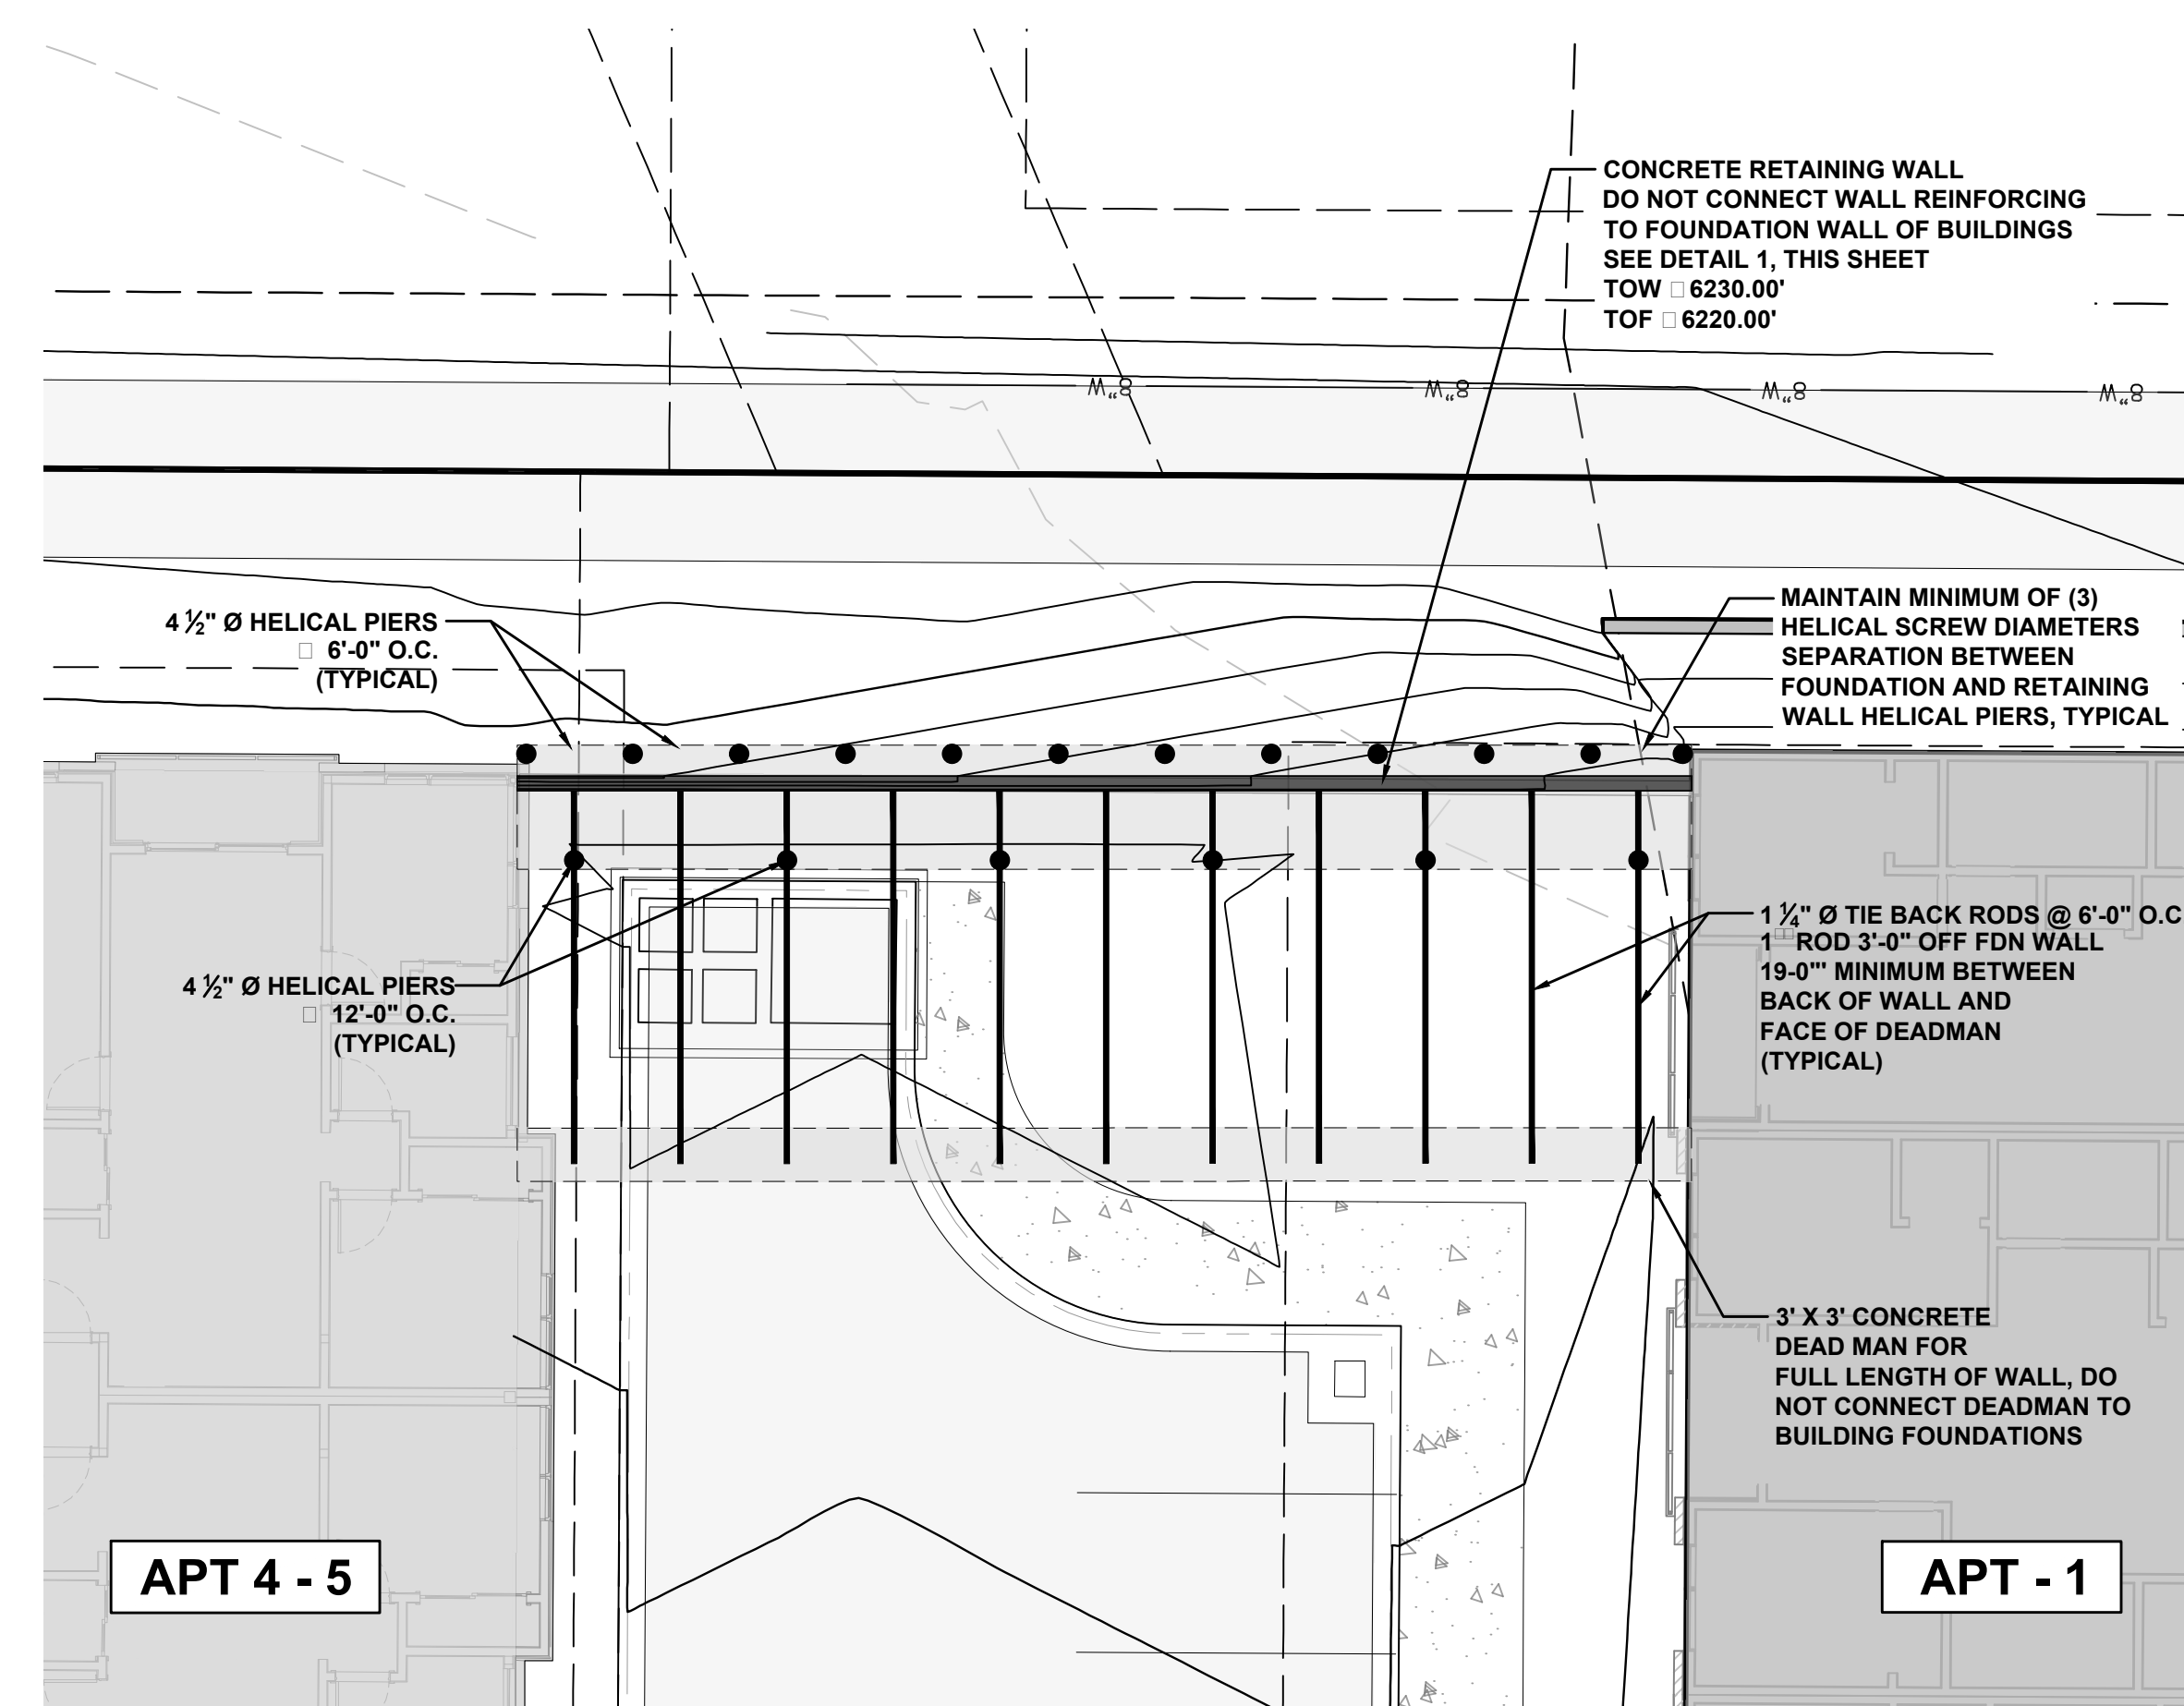 CONCRETE RETAINING WALL
DO NOT CONNECT WALL REINFORCING
TO FOUNDATION WALL OF BUILDINGS
SEE DETAIL 1, THIS SHEET
TOW □ 6230.00'
TOF □ 6220.00'
8"W
8"W
8"W
8"W
4 ½" Ø HELICAL PIERS
□ 6'-0" O.C.
(TYPICAL)
MAINTAIN MINIMUM OF (3)
HELICAL SCREW DIAMETERS
SEPARATION BETWEEN
FOUNDATION AND RETAINING
WALL HELICAL PIERS, TYPICAL
4 ½" Ø HELICAL PIERS
□ 12'-0" O.C.
(TYPICAL)
1 ¼" Ø TIE BACK RODS @ 6'-0" O.C
1□□ ROD 3'-0" OFF FDN WALL
19-0"' MINIMUM BETWEEN
BACK OF WALL AND
FACE OF DEADMAN
(TYPICAL)
3' X 3' CONCRETE
DEAD MAN FOR
FULL LENGTH OF WALL, DO
NOT CONNECT DEADMAN TO
BUILDING FOUNDATIONS
APT 4 - 5
APT - 1